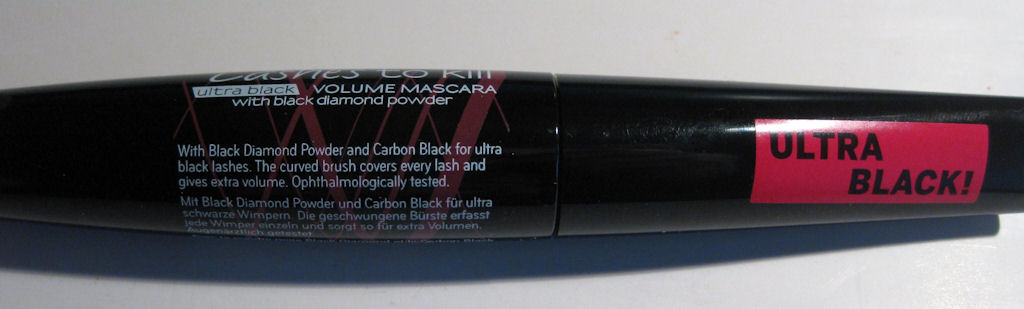 Lashes to kill
ultra black VOLUME MASCARA
with black diamond powder
With Black Diamond Powder and Carbon Black for ultra
black lashes. The curved brush covers every lash and
gives extra volume. Ophthalmologically tested.
Mit Black Diamond Powder und Carbon Black für ultra
schwarze Wimpern. Die geschwungene Bürste erfasst
jede Wimper einzeln und sorgt so für extra Volumen.
Augenärztlich getestet.
ULTRA
BLACK!